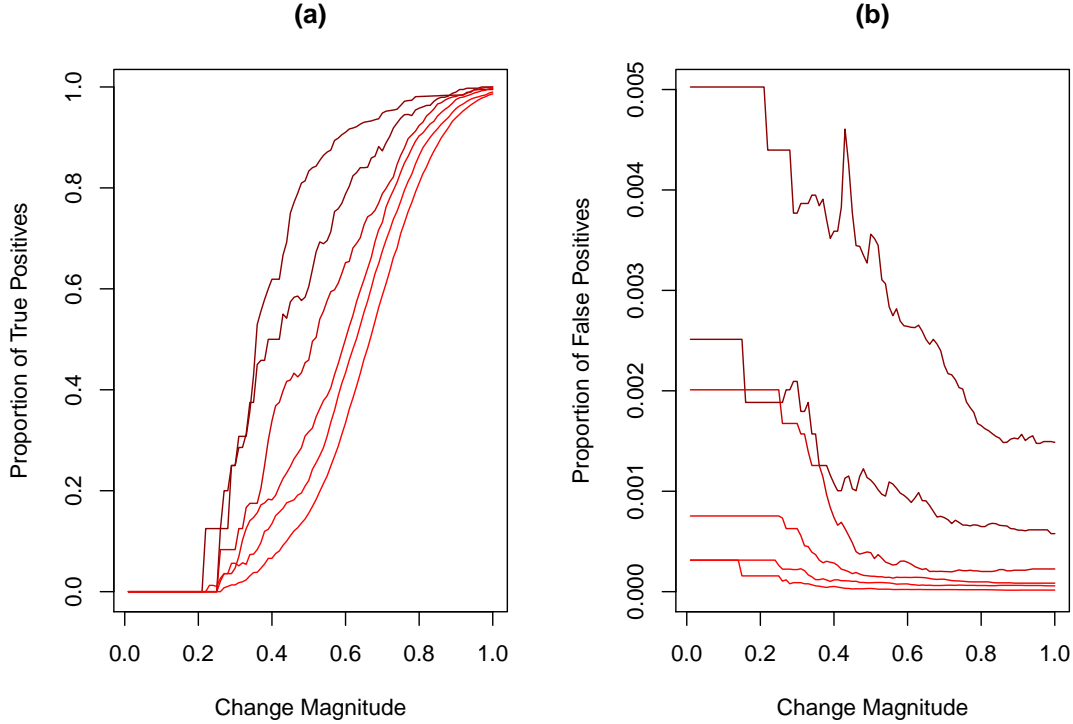 (a)
Proportion of True Positives
1.0
0.8
0.6
0.4
0.2
0.0
0.0 0.2 0.4 0.6 0.8 1.0
Change Magnitude
(b)
Proportion of False Positives
0.005
0.004
0.003
0.002
0.001
0.000
0.0 0.2 0.4 0.6 0.8 1.0
Change Magnitude